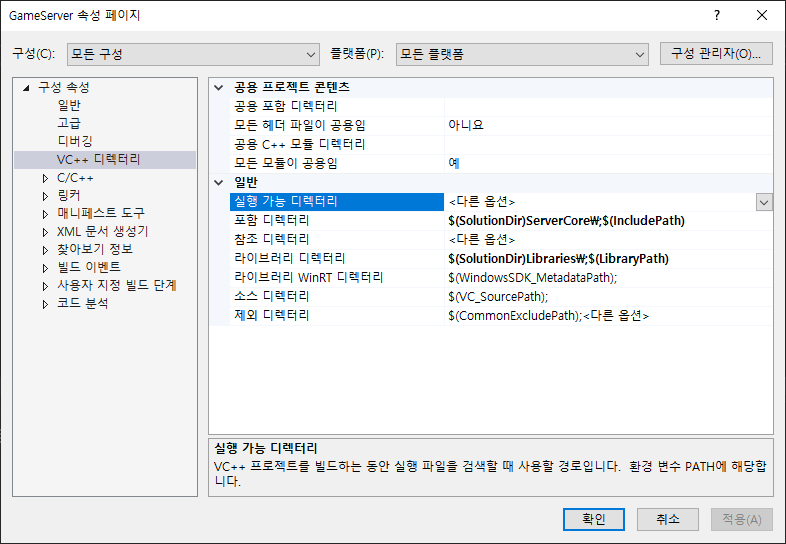 GameServer 속성 페이지
구성(C): 모든 구성 플랫폼(P): 모든 플랫폼 구성 관리자(O)...
구성 속성
일반
고급
디버깅
VC++ 디렉터리
C/C++
링커
매니페스트 도구
XML 문서 생성기
찾아보기 정보
빌드 이벤트
사용자 지정 빌드 단계
코드 분석
공용 프로젝트 콘텐츠
공용 포함 디렉터리
모든 헤더 파일이 공용임 아니요
공용 C++ 모듈 디렉터리
모든 모듈이 공용임 예
일반
실행 가능 디렉터리 <다른 옵션>
포함 디렉터리 $(SolutionDir)ServerCore₩;$(IncludePath)
참조 디렉터리 <다른 옵션>
라이브러리 디렉터리 $(SolutionDir)Libraries₩;$(LibraryPath)
라이브러리 WinRT 디렉터리 $(WindowsSDK_MetadataPath);
소스 디렉터리 $(VC_SourcePath);
제외 디렉터리 $(CommonExcludePath);<다른 옵션>
실행 가능 디렉터리
VC++ 프로젝트를 빌드하는 동안 실행 파일을 검색할 때 사용할 경로입니다.  환경 변수 PATH에 해당합
니다.
확인 취소 적용(A)